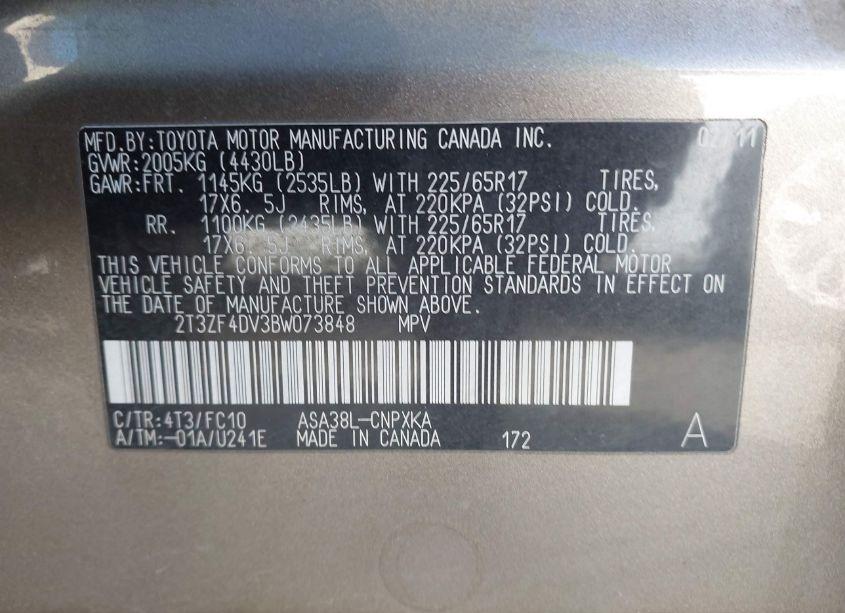 MFD.BY:TOYOTA MOTOR MANUFACTURING CANADA INC. 02/11
GVWR:2005KG (4430LB)
GAWR:FRT. 1145KG (2535LB) WITH 225/65R17 TIRES,
17X6.5J RIMS, AT 220KPA (32PSI) COLD.
RR. 1100KG (2435LB) WITH 225/65R17 TIRES,
17X6.5J RIMS, AT 220KPA (32PSI) COLD.
THIS VEHICLE CONFORMS TO ALL APPLICABLE FEDERAL MOTOR
VEHICLE SAFETY AND THEFT PREVENTION STANDARDS IN EFFECT ON
THE DATE OF MANUFACTURE SHOWN ABOVE.
2T3ZF4DV3BW073848 MPV
C/TR:4T3/FC10 ASA38L-CNPXKA
A/TM:-01A/U241E MADE IN CANADA 172 A